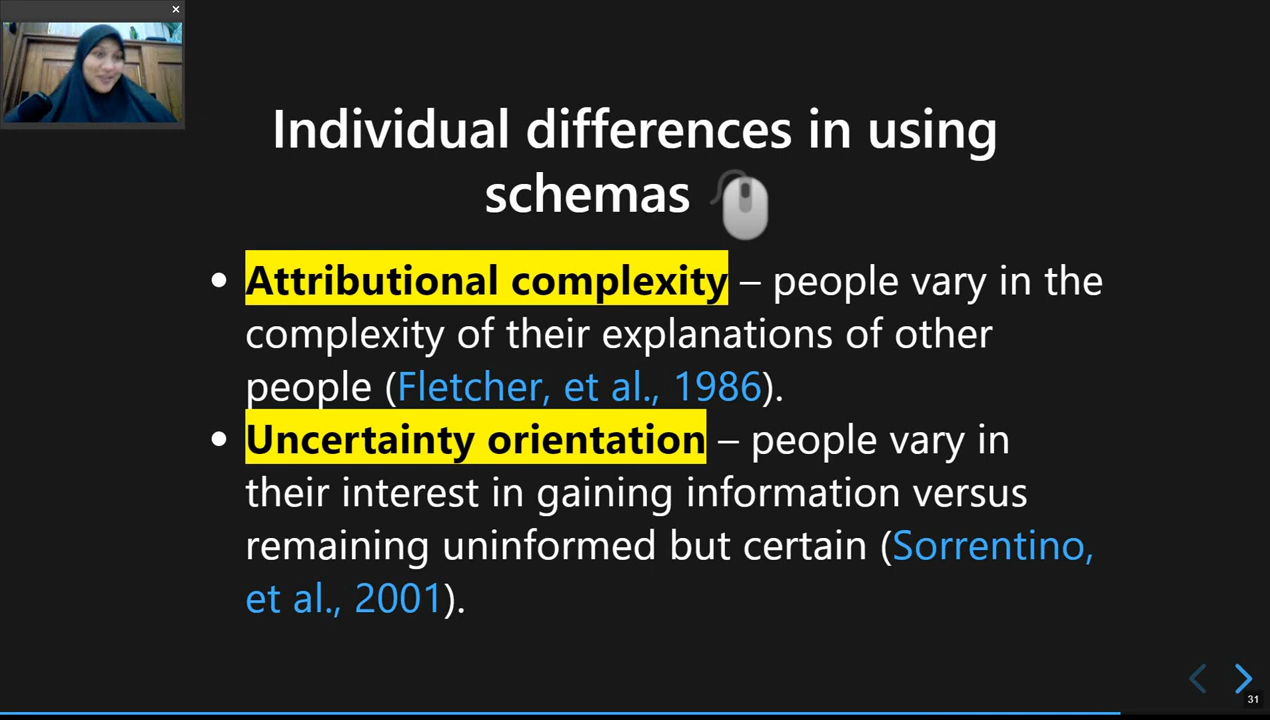 Individual differences in using
schemas
• Attributional complexity – people vary in the
complexity of their explanations of other
people (Fletcher, et al., 1986).
• Uncertainty orientation – people vary in
their interest in gaining information versus
remaining uninformed but certain (Sorrentino,
et al., 2001).
31